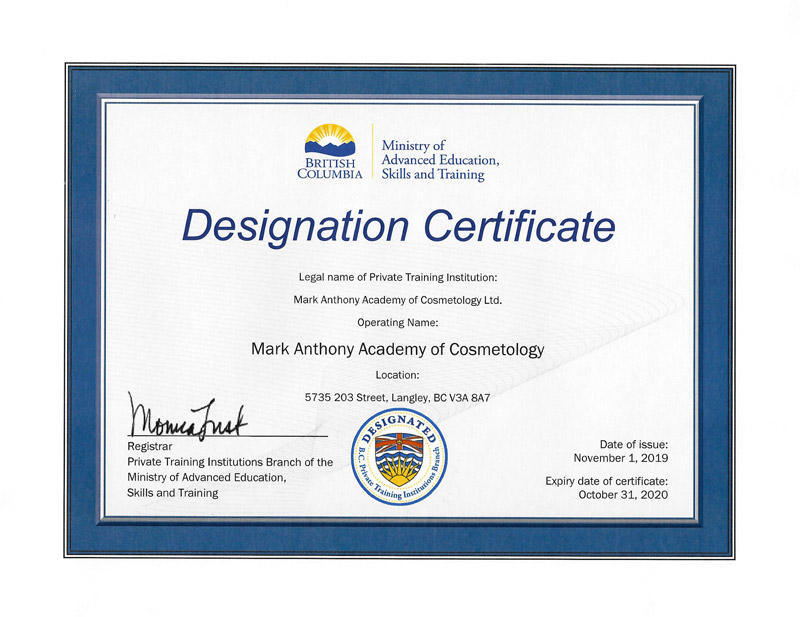 BRITISH
COLUMBIA
Ministry of
Advanced Education,
Skills and Training
Designation Certificate
Legal name of Private Training Institution:
Mark Anthony Academy of Cosmetology Ltd.
Operating Name:
Mark Anthony Academy of Cosmetology
Location:
5735 203 Street, Langley, BC V3A 8A7
Monica Lust
Registrar
Private Training Institutions Branch of the
Ministry of Advanced Education,
Skills and Training
DESIGNATED
B.C. Private Training Institutions Branch
Date of issue:
November 1, 2019
Expiry date of certificate:
October 31, 2020